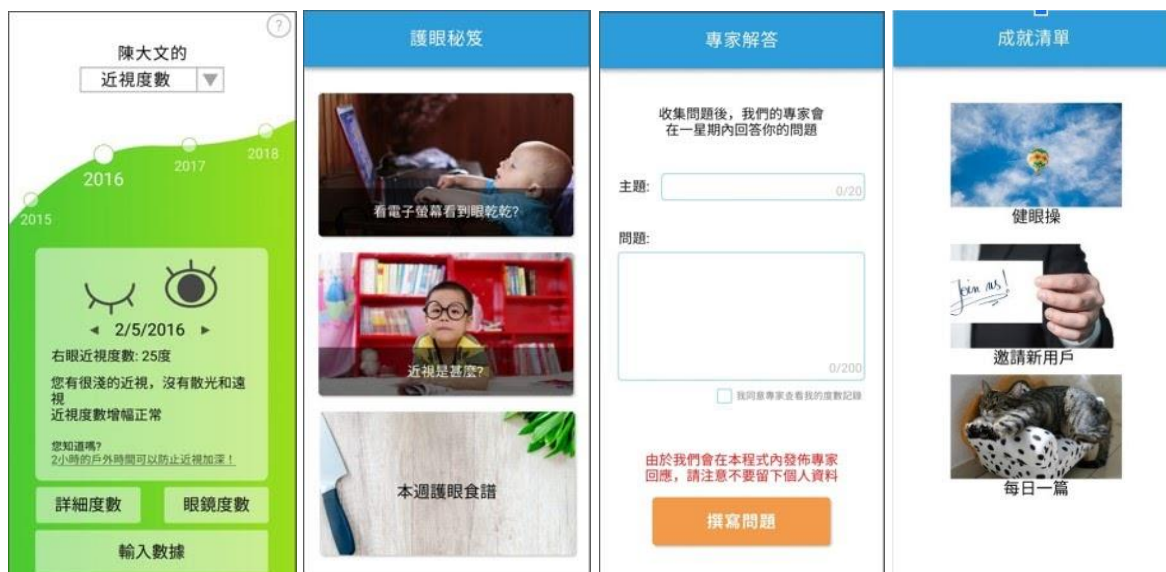 ?
陳大文的
近視度數
2018
2017
2016
2015
2/5/2016
右眼近視度數: 25度
您有很淺的近視，沒有散光和遠
視
近視度數增幅正常
您知道嗎?
2小時的戶外時間可以防止近視加深！
詳細度數
眼鏡度數
輸入數據
護眼秘笈
看電子螢幕看到眼乾乾?
近視是甚麼?
本週護眼食譜
專家解答
收集問題後，我們的專家會
在一星期內回答你的問題
主題:
0/20
問題:
0/200
我同意專家查看我的度數記錄
由於我們會在本程式內發佈專家
回應，請注意不要留下個人資料
撰寫問題
成就清單
健眼操
Join us!
邀請新用戶
每日一篇